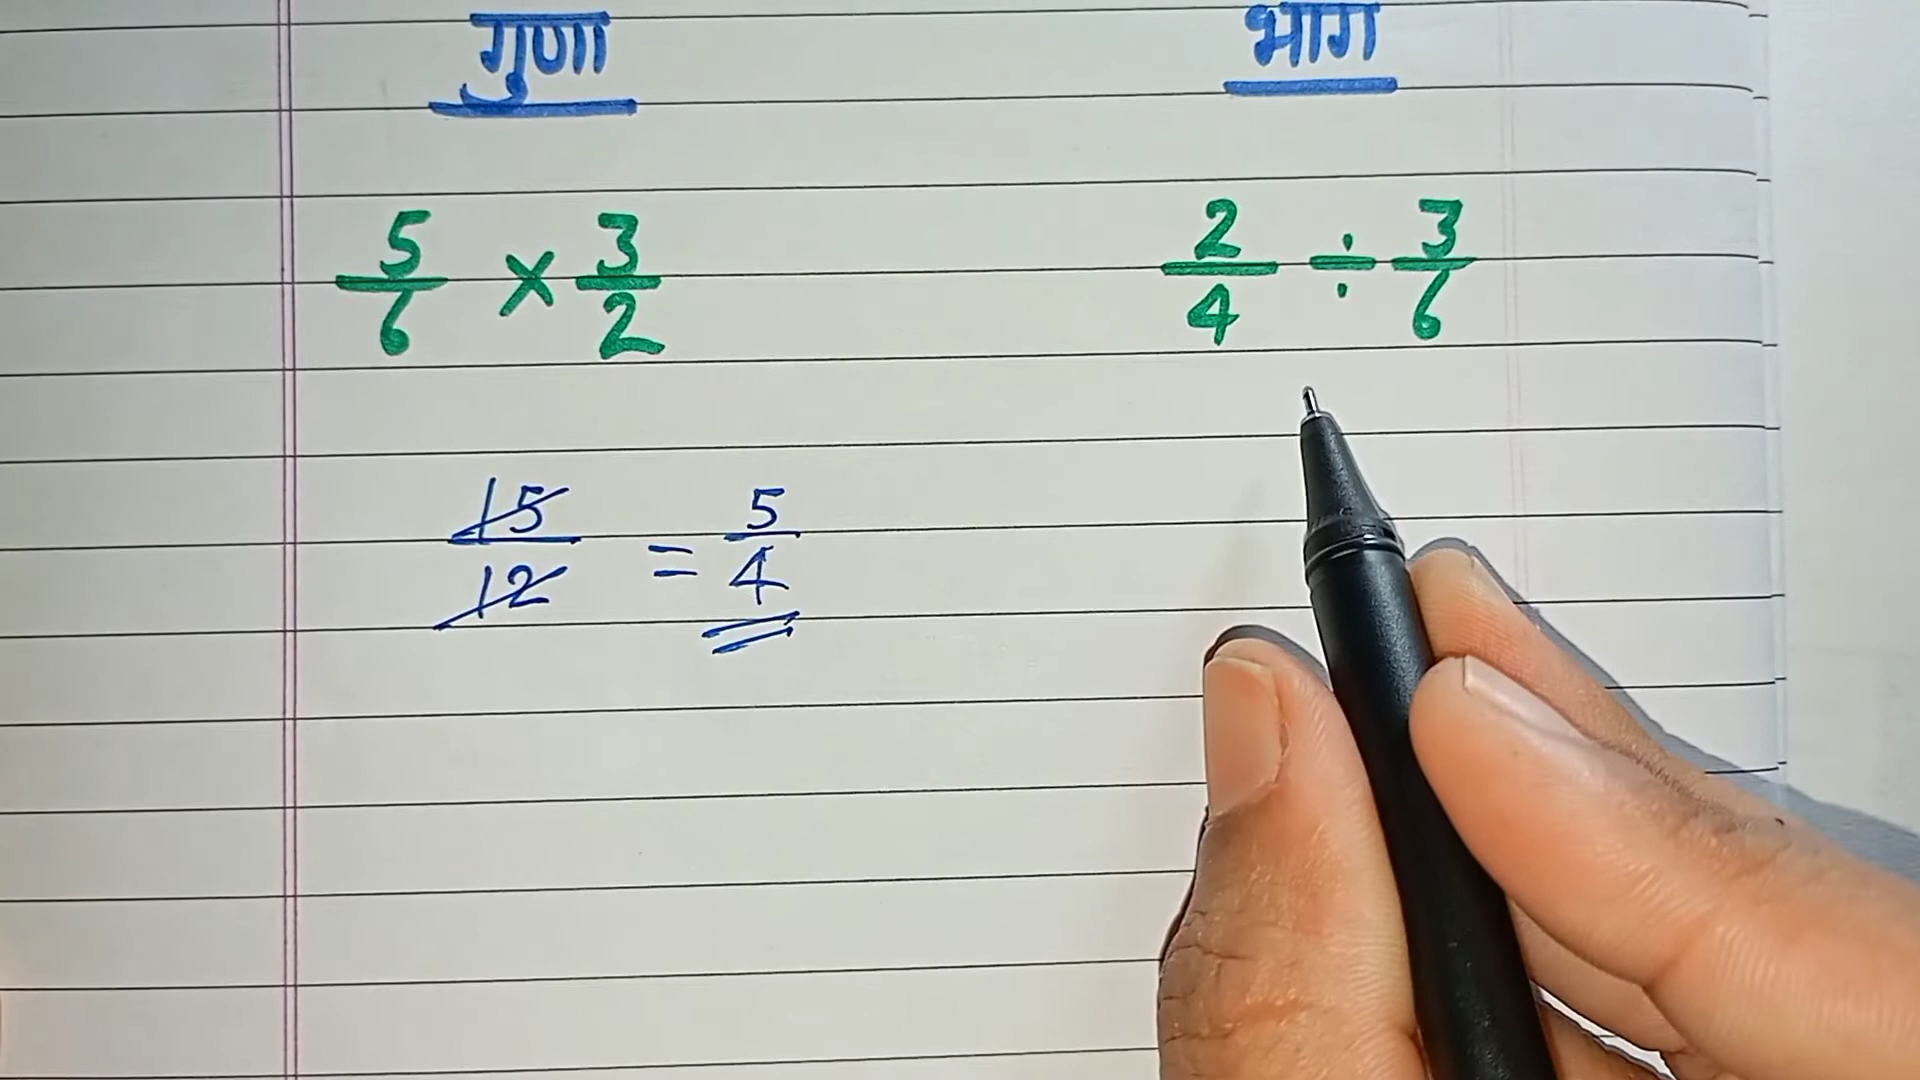 गुणा
भाग
5/6 × 3/2
2/4 ÷ 3/6
15/12 = 5/4